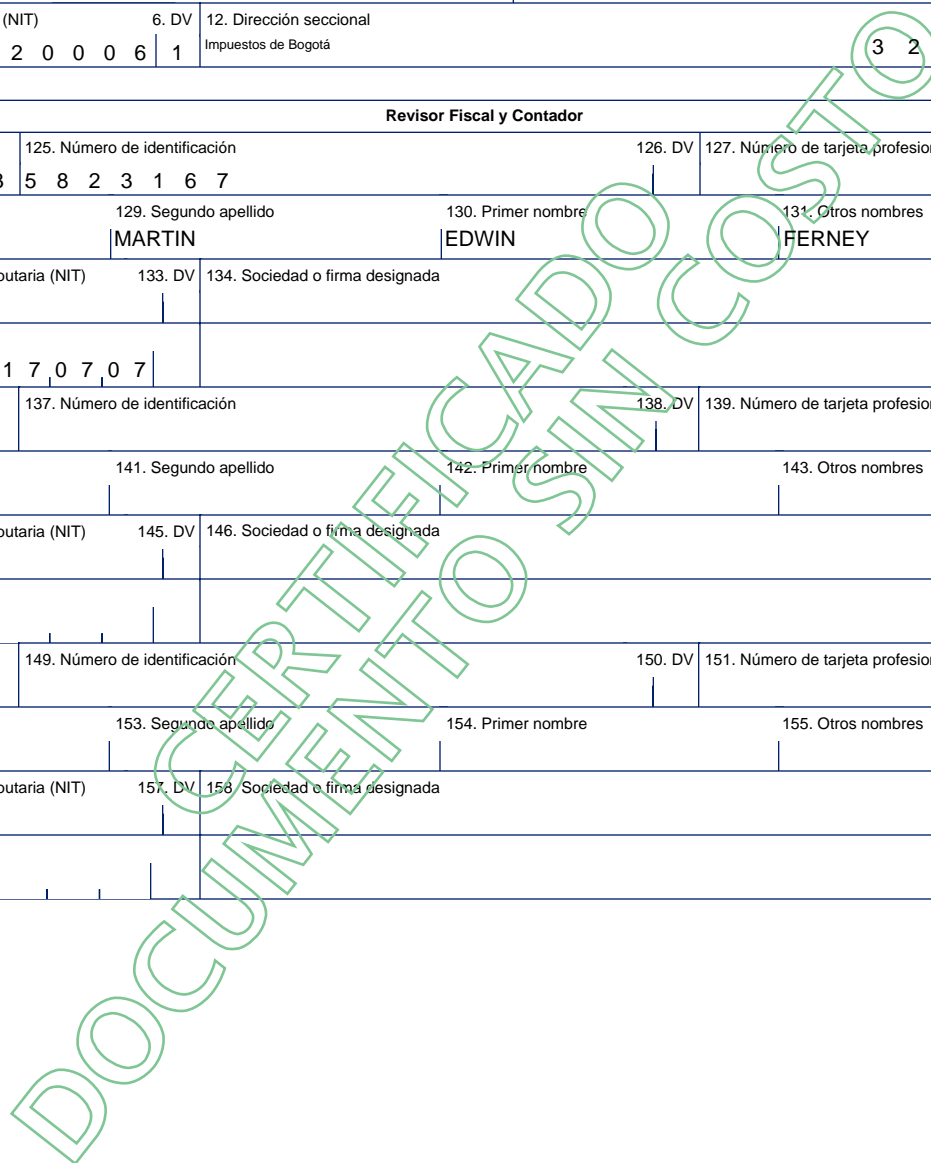 (NIT) 6. DV 12. Dirección seccional
2 0 0 0 6 1 Impuestos de Bogotá 3 2
Revisor Fiscal y Contador
125. Número de identificación 126. DV 127. Número de tarjeta profesion
5 8 2 3 1 6 7
129. Segundo apellido 130. Primer nombre 131. Otros nombres
MARTIN EDWIN FERNEY
butaria (NIT) 133. DV 134. Sociedad o firma designada
1 7 0 7 0 7
137. Número de identificación 138. DV 139. Número de tarjeta profesion
141. Segundo apellido 142. Primer nombre 143. Otros nombres
butaria (NIT) 145. DV 146. Sociedad o firma designada
149. Número de identificación 150. DV 151. Número de tarjeta profesion
153. Segundo apellido 154. Primer nombre 155. Otros nombres
butaria (NIT) 157. DV 158. Sociedad o firma designada
CERTIFICADO
DOCUMENTO SIN COSTO